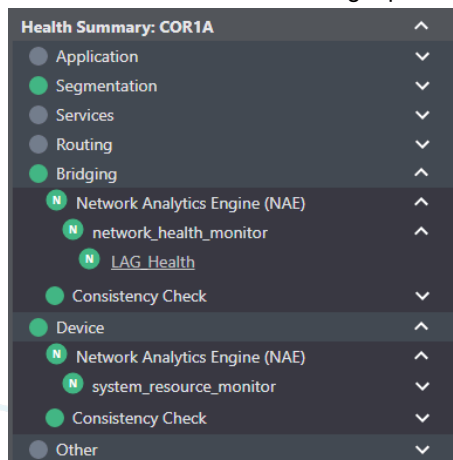 Health Summary: COR1A
Application
Segmentation
Services
Routing
Bridging
N Network Analytics Engine (NAE)
N network_health_monitor
N LAG_Health
Consistency Check
Device
N Network Analytics Engine (NAE)
N system_resource_monitor
Consistency Check
Other